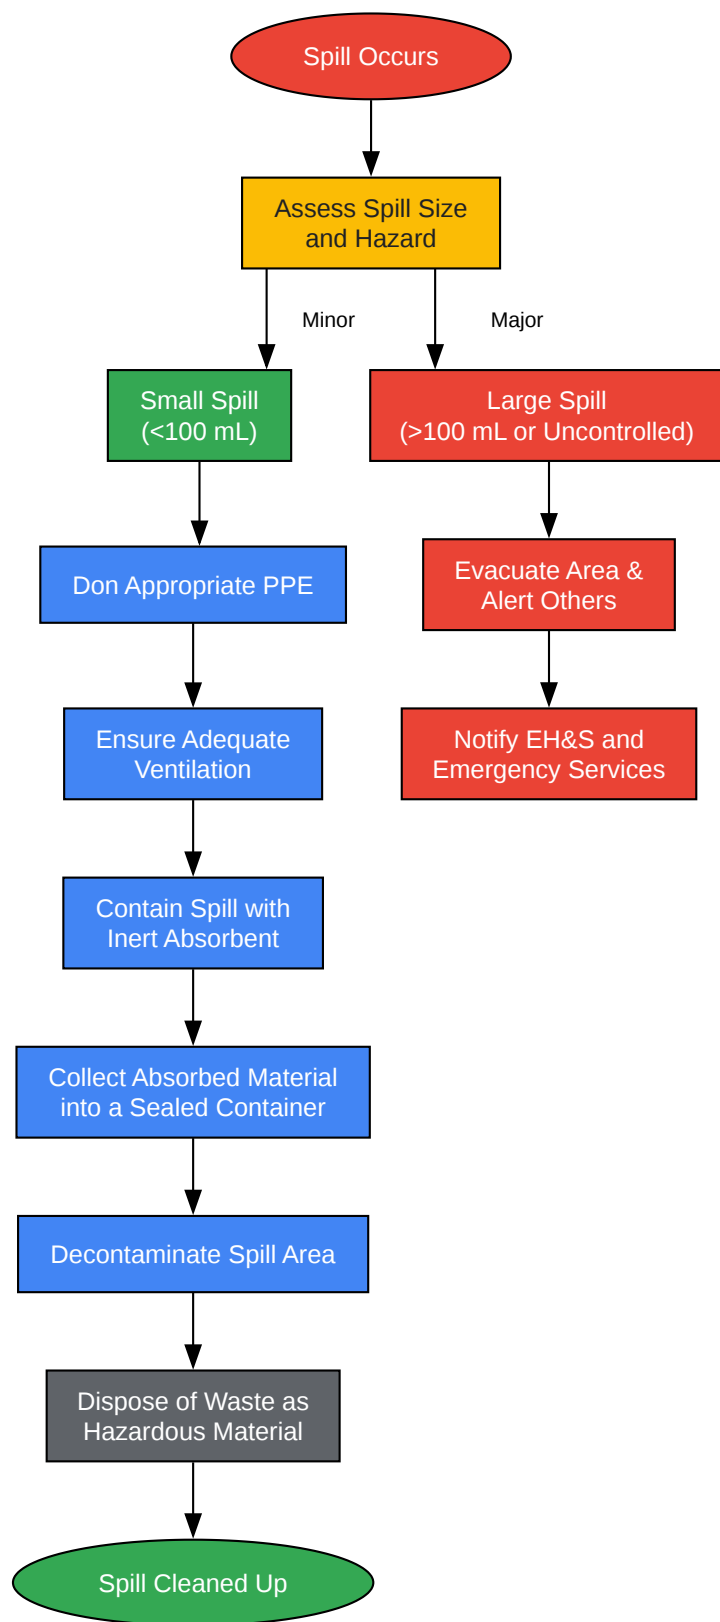 Spill Occurs
Assess Spill Size
and Hazard
Minor
Major
Small Spill
(<100 mL)
Large Spill
(>100 mL or Uncontrolled)
Don Appropriate PPE
Evacuate Area &
Alert Others
Ensure Adequate
Ventilation
Notify EH&S and
Emergency Services
Contain Spill with
Inert Absorbent
Collect Absorbed Material
into a Sealed Container
Decontaminate Spill Area
Dispose of Waste as
Hazardous Material
Spill Cleaned Up